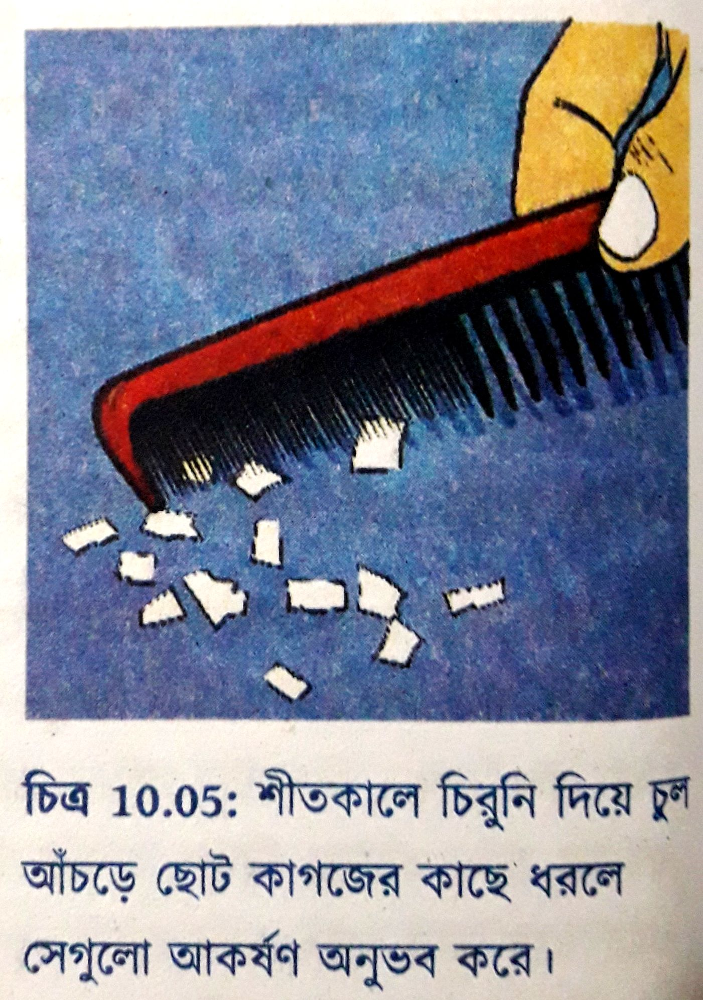 চিত্র 10.05: শীতকালে চিরুনি দিয়ে চুল
আঁচড়ে ছোট কাগজের কাছে ধরলে
সেগুলো আকর্ষণ অনুভব করে।